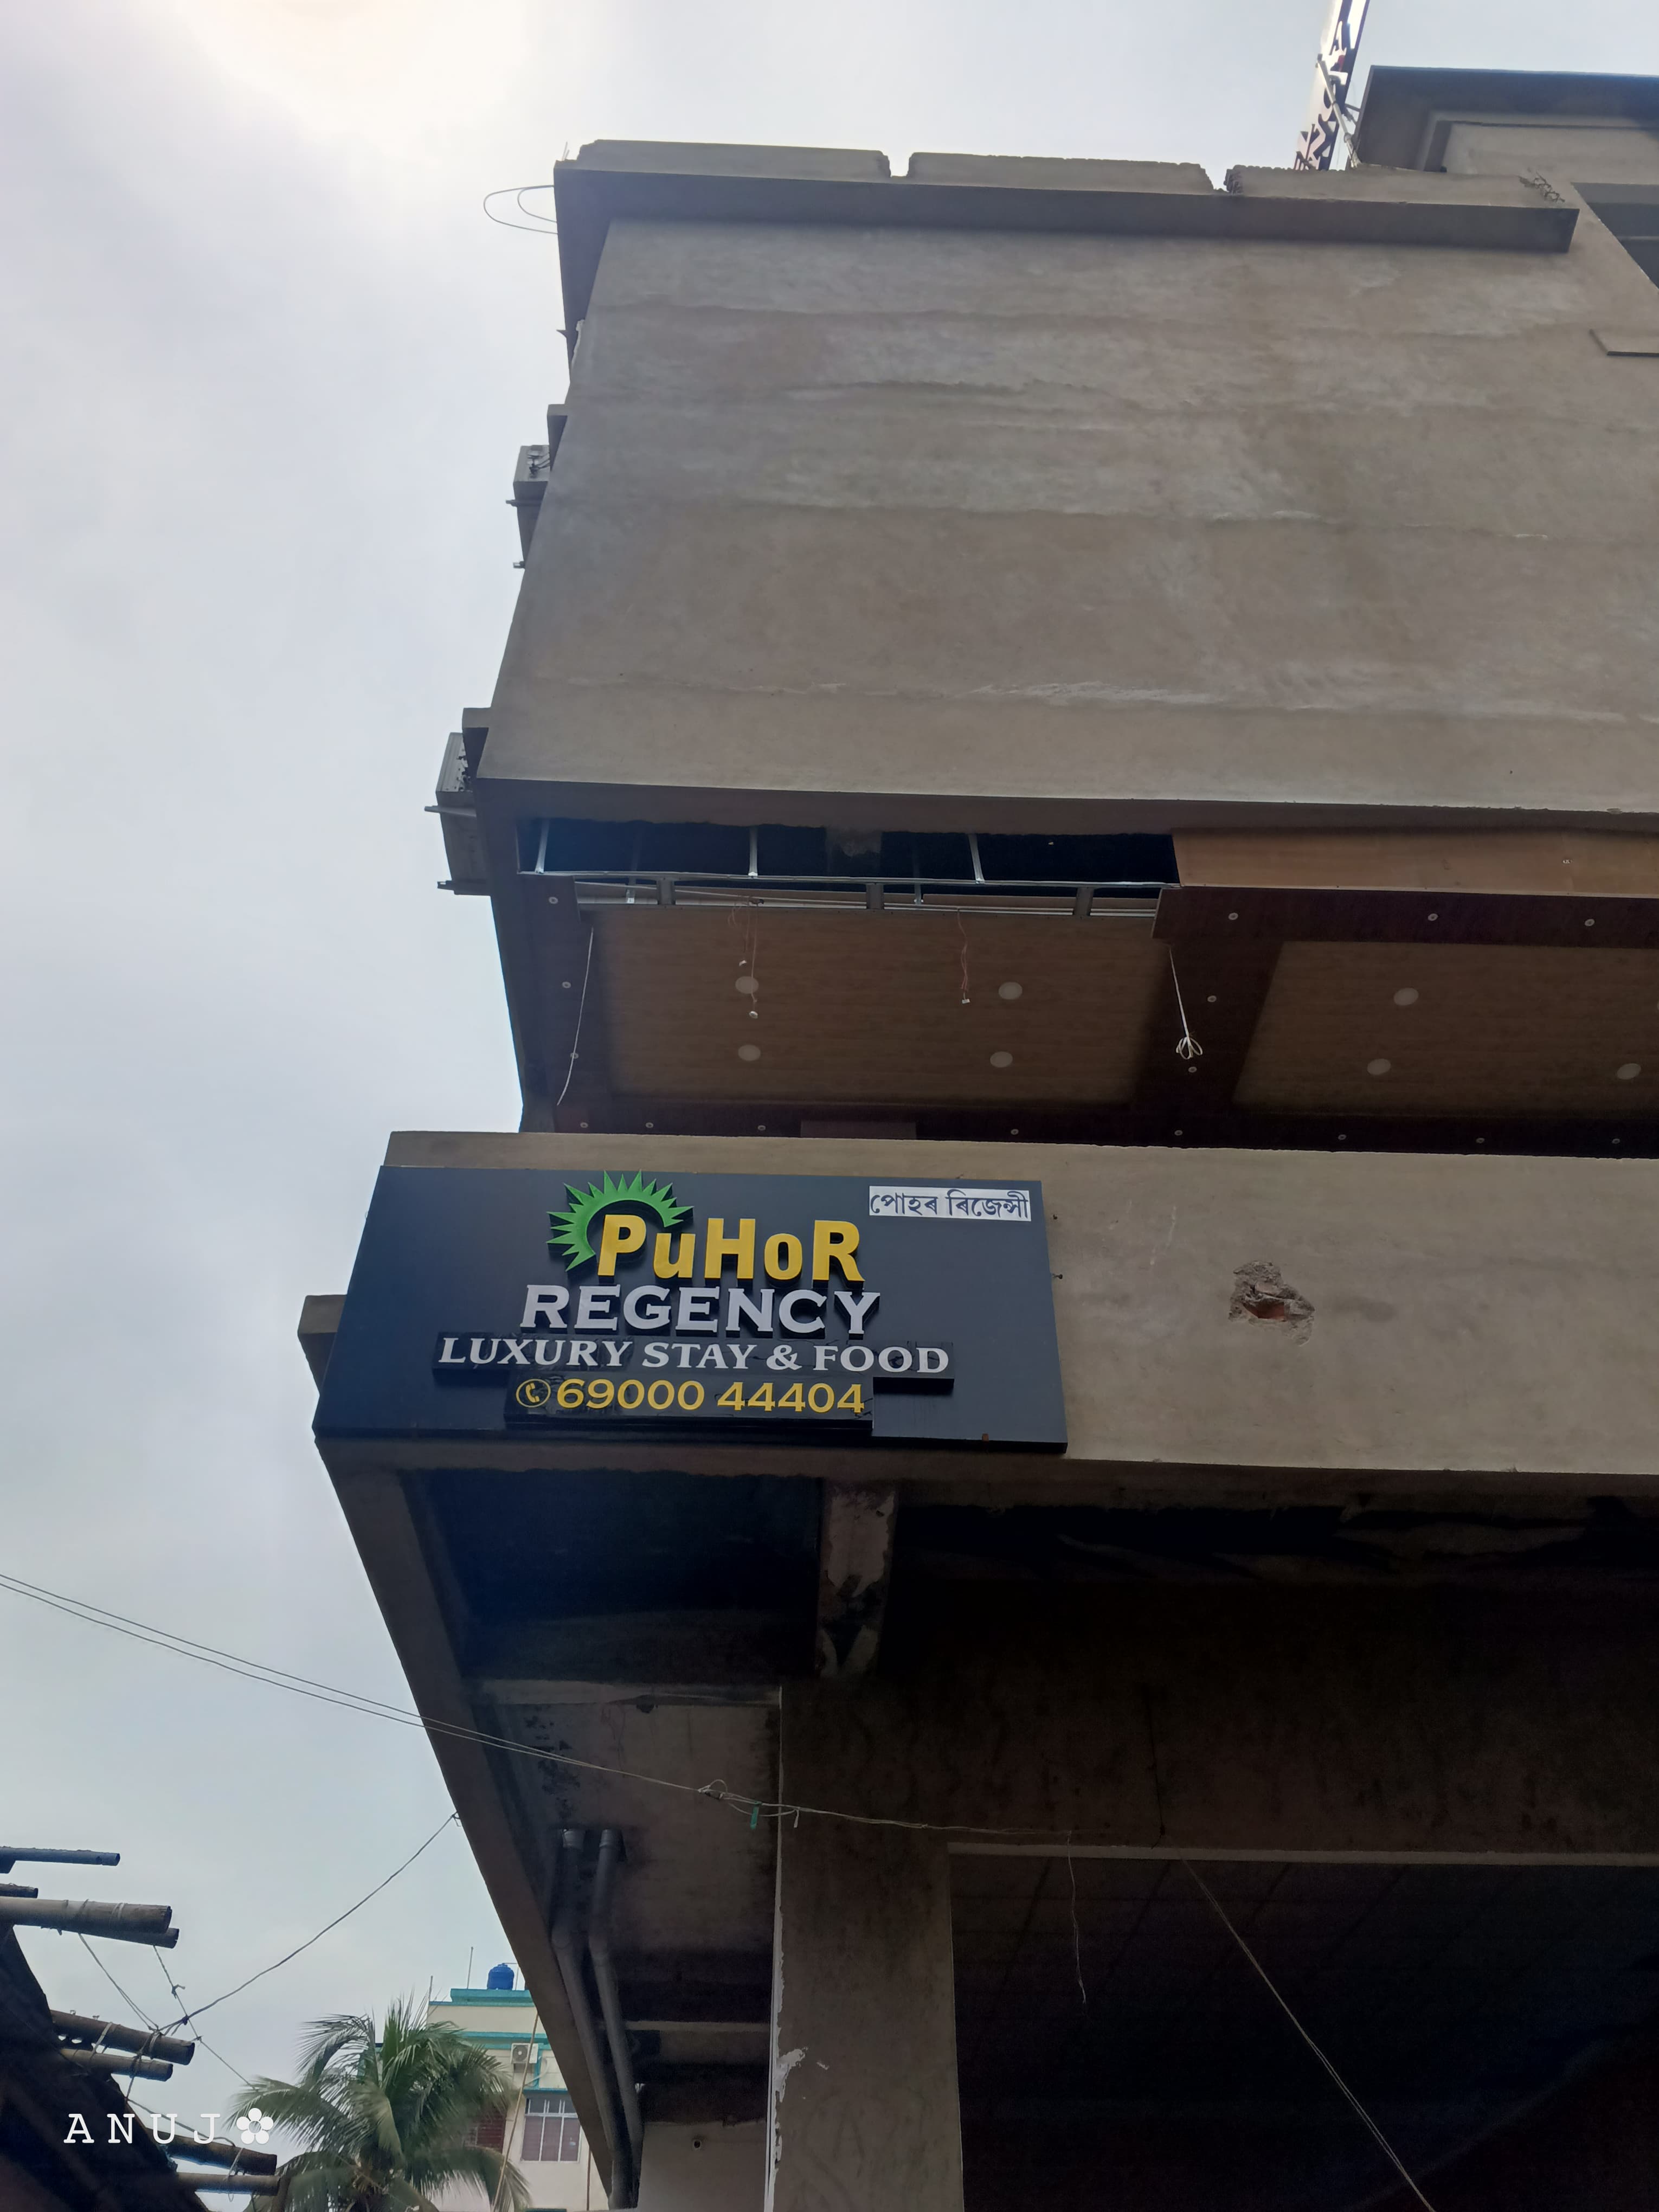 PuHoR
পোহৰ ৰিজেন্সী
REGENCY
LUXURY STAY & FOOD
69000 44404
ANUJ